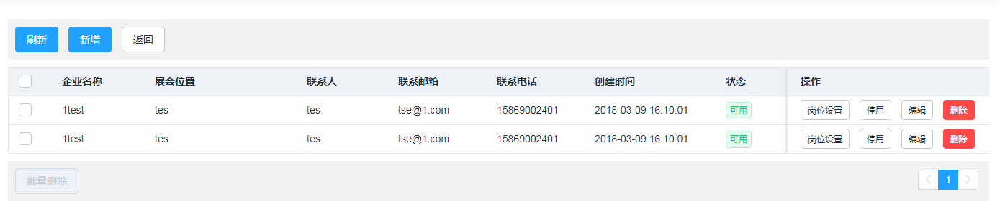 刷新 新增 返回
企业名称 展会位置 联系人 联系邮箱 联系电话 创建时间 状态 操作
1test tes tes tse@1.com 15869002401 2018-03-09 16:10:01 可用 岗位设置 停用 编辑 删除
1test tes tes tse@1.com 15869002401 2018-03-09 16:10:01 可用 岗位设置 停用 编辑 删除
批量删除 1